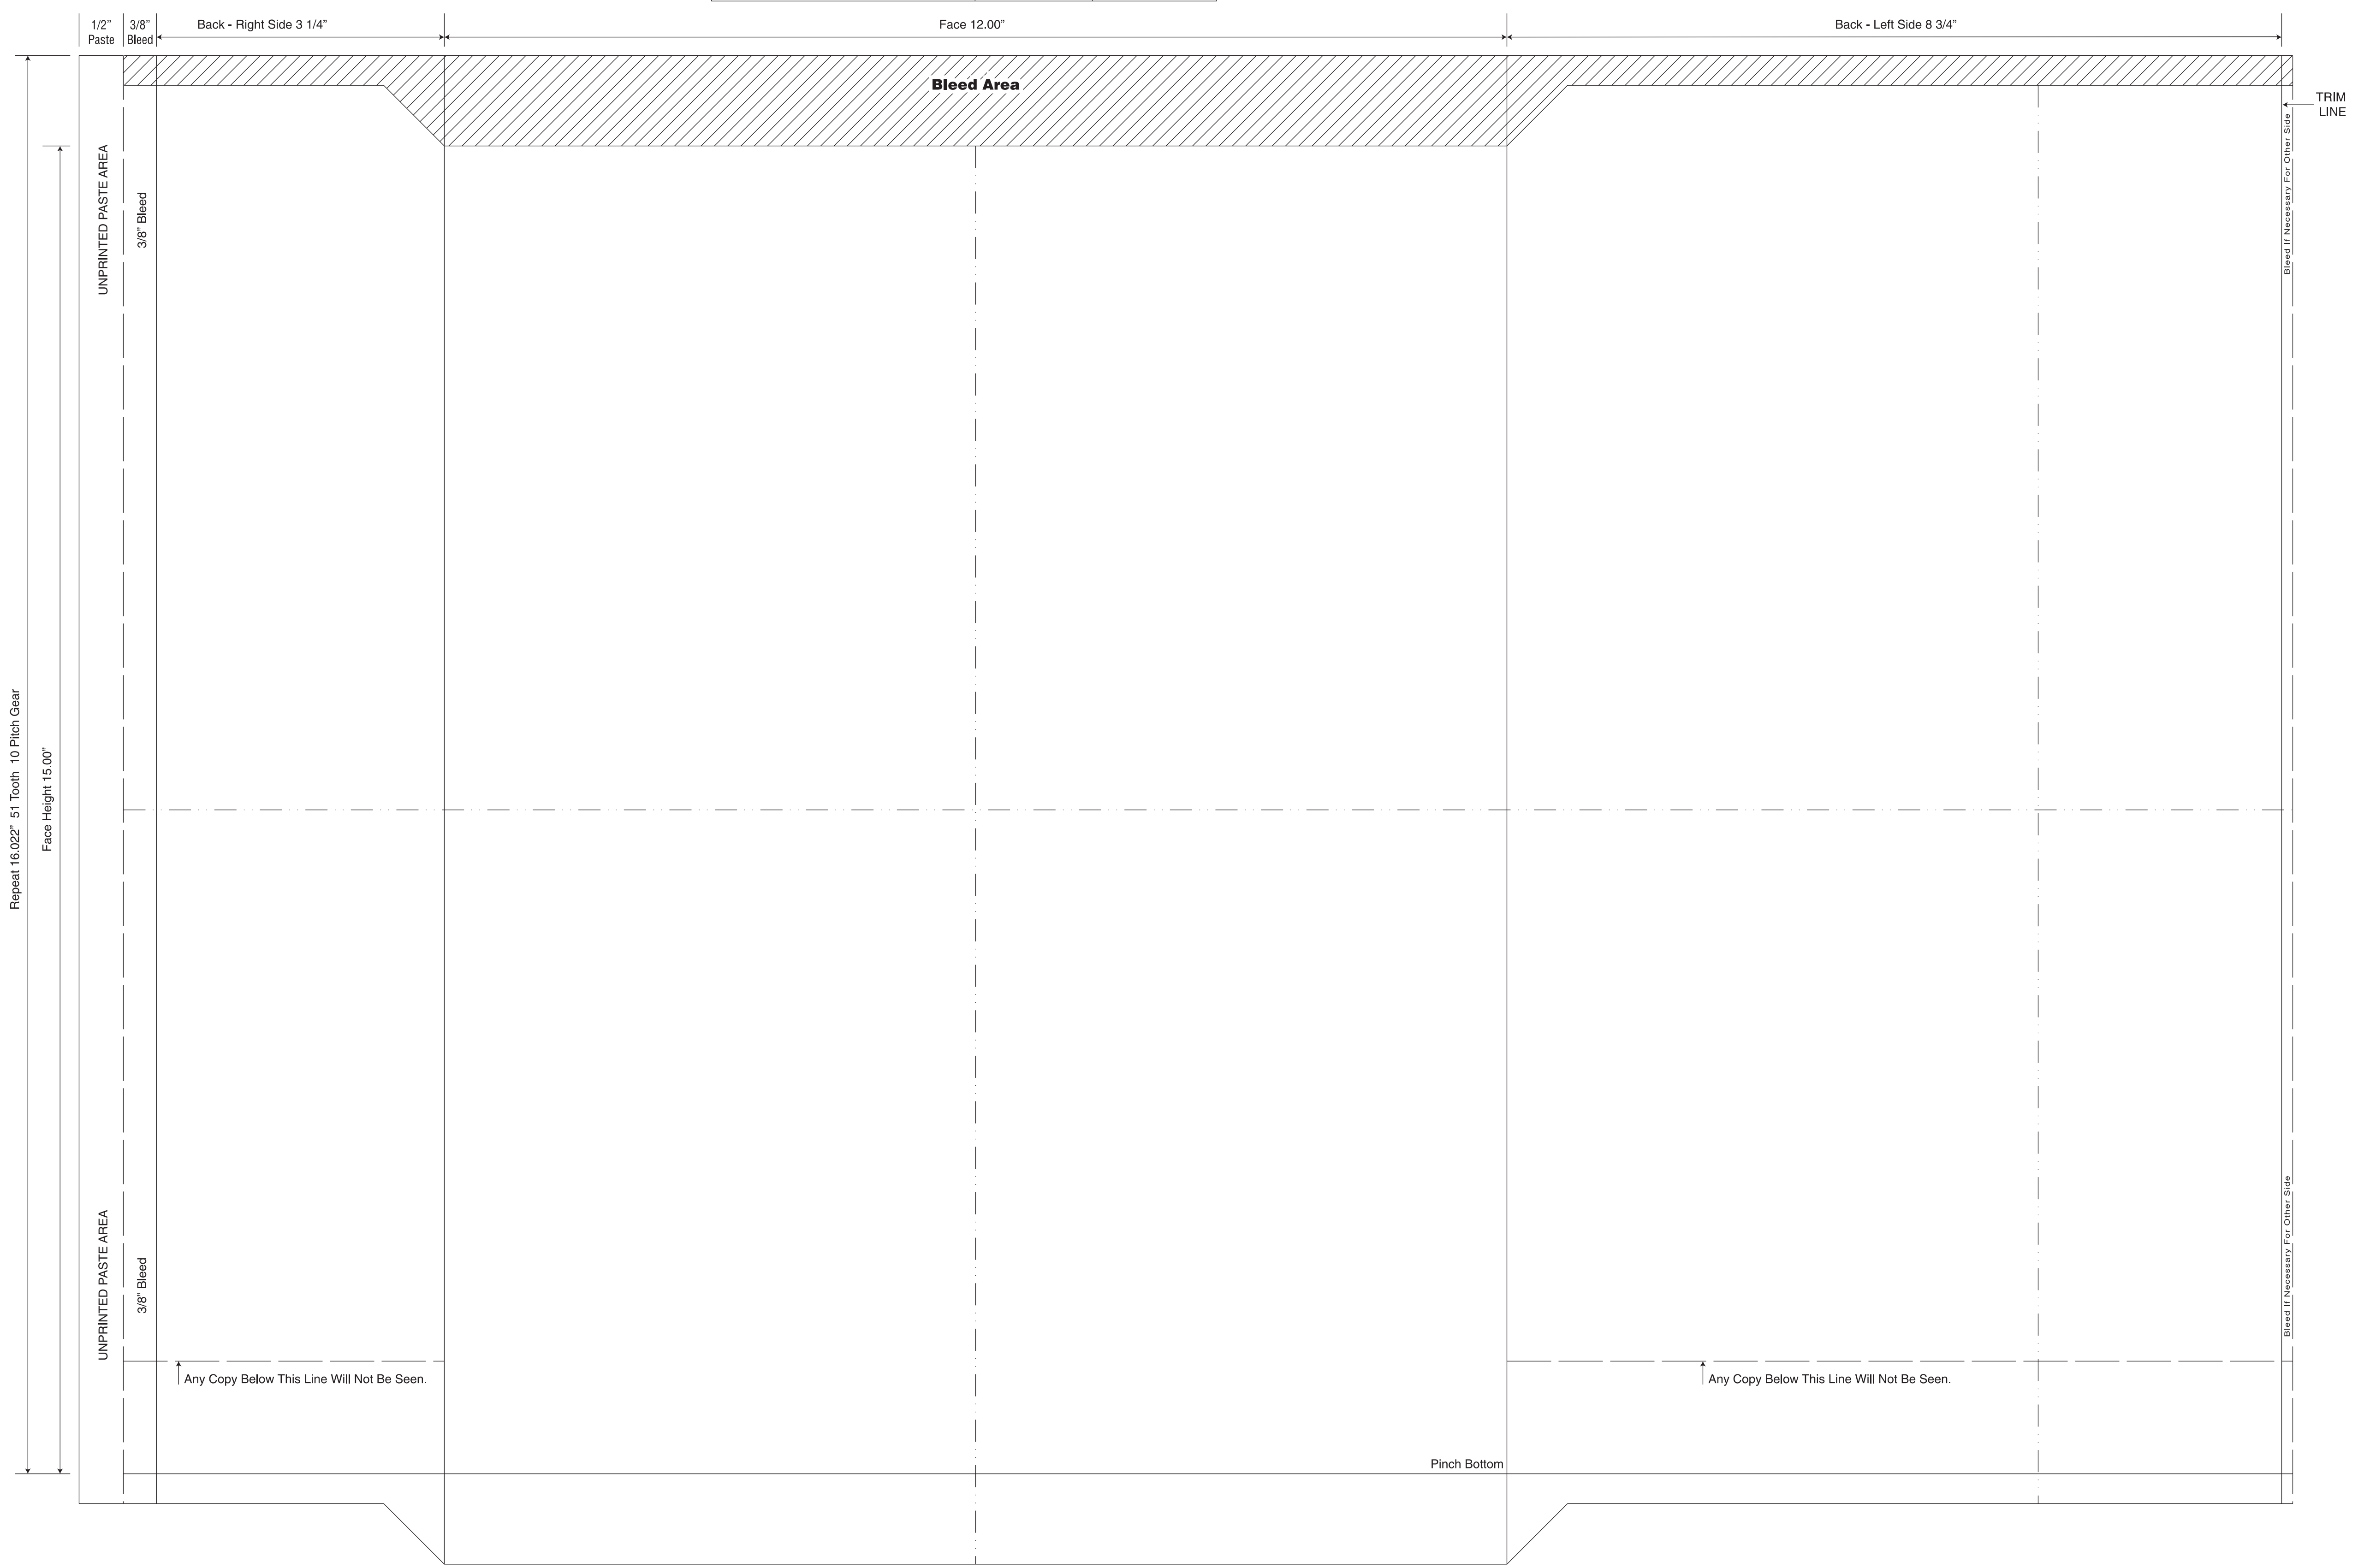 1/2”
Paste
3/8”
Bleed
Back - Right Side 3 1/4”
Face 12.00”
Back - Left Side 8 3/4”
Bleed Area
TRIM
LINE
UNPRINTED PASTE AREA
3/8” Bleed
Bleed If Necessary For Other Side
Repeat 16.022” 51 Tooth 10 Pitch Gear
Face Height 15.00”
UNPRINTED PASTE AREA
3/8” Bleed
Bleed If Necessary For Other Side
Any Copy Below This Line Will Not Be Seen.
Any Copy Below This Line Will Not Be Seen.
Pinch Bottom